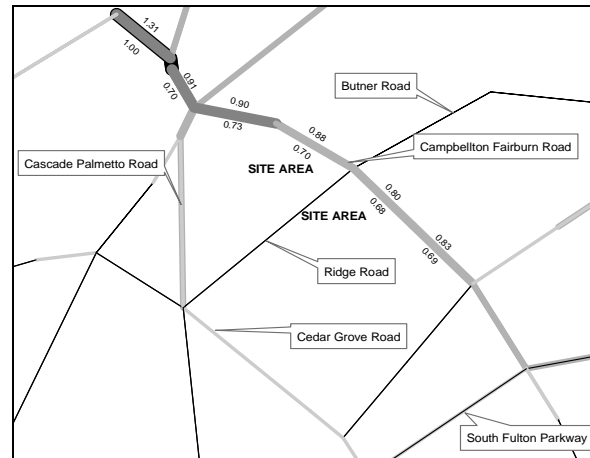 1.31
1.00
0.91
0.70
0.90
0.73
Butner Road
0.88
0.70
Campbellton Fairburn Road
Cascade Palmetto Road
SITE AREA
0.80
0.68
SITE AREA
0.83
0.69
Ridge Road
Cedar Grove Road
South Fulton Parkway